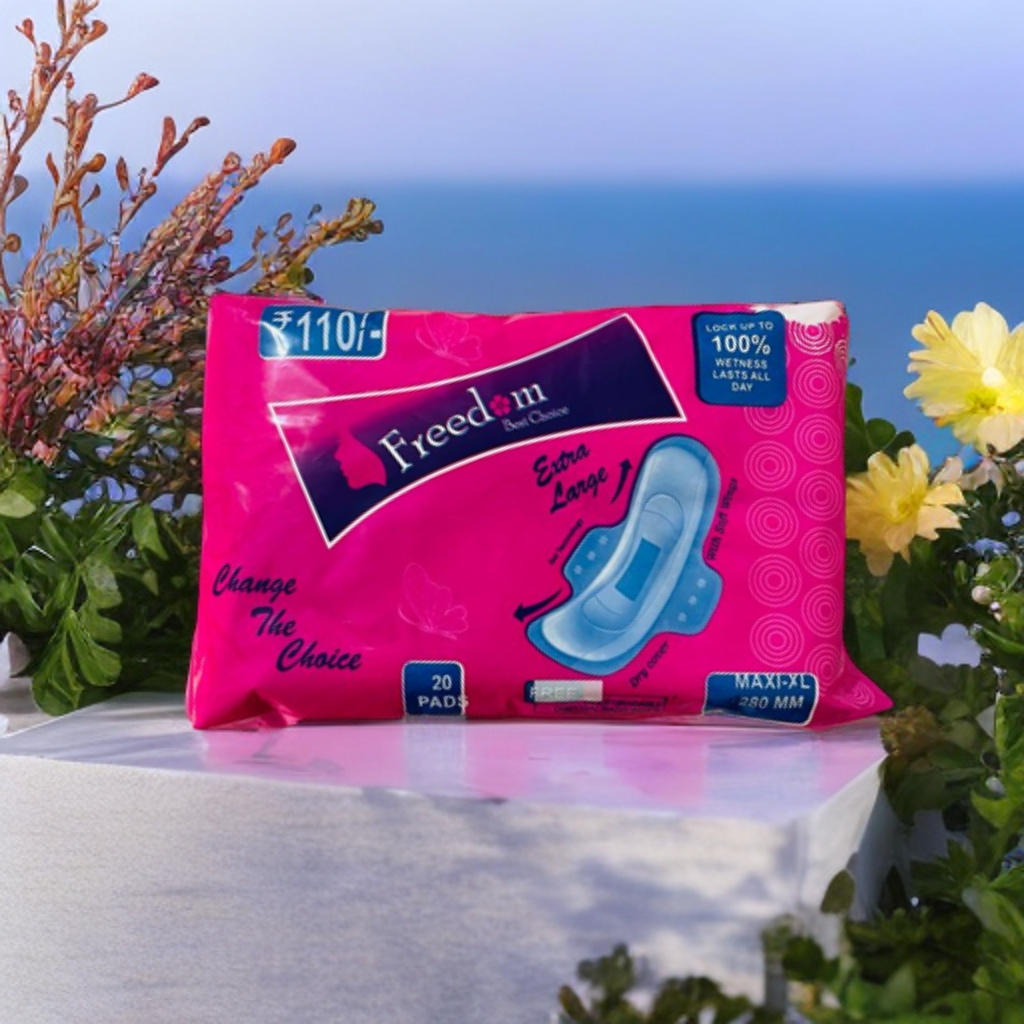 ₹110/-
LOCK UP TO
100%
WETNESS
LASTS ALL
DAY
Freedom
Best Choice
Extra
Large
With Soft Wings
Change
The
Choice
Dry cover
20
PADS
FREE
MAXI-XL
280 MM